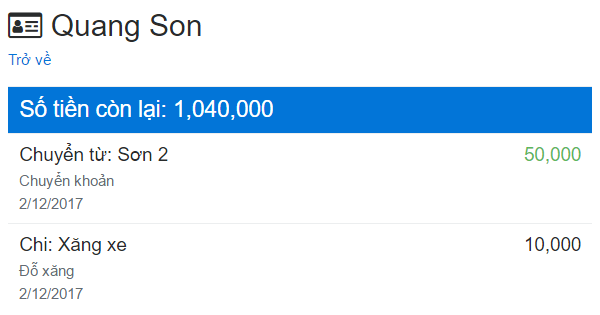 Quang Son
Trở về
Số tiền còn lại: 1,040,000
Chuyển từ: Sơn 2 50,000
Chuyển khoản
2/12/2017
Chi: Xăng xe 10,000
Đỗ xăng
2/12/2017